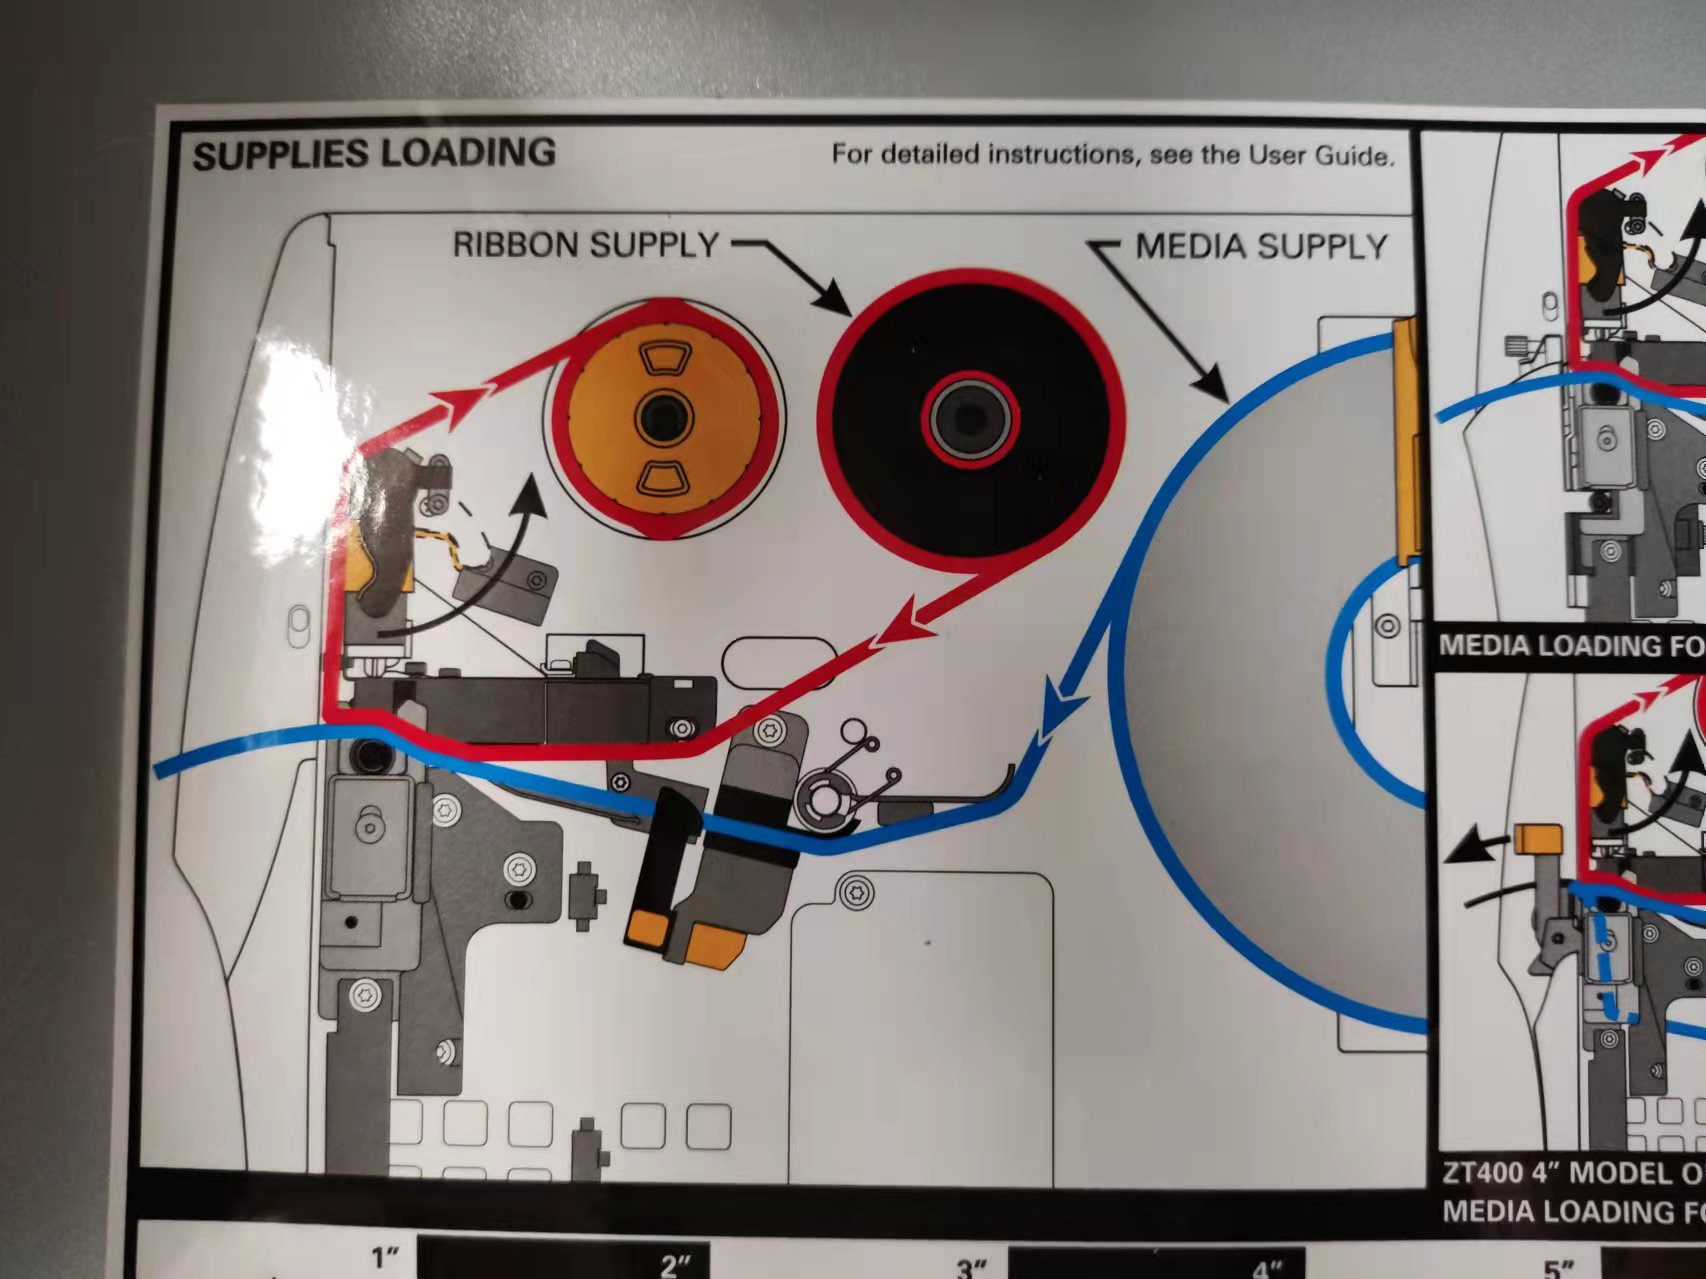 SUPPLIES LOADING
For detailed instructions, see the User Guide.
RIBBON SUPPLY
MEDIA SUPPLY
MEDIA LOADING FO
ZT400 4” MODEL O
MEDIA LOADING FO
1” 2” 3” 4” 5”